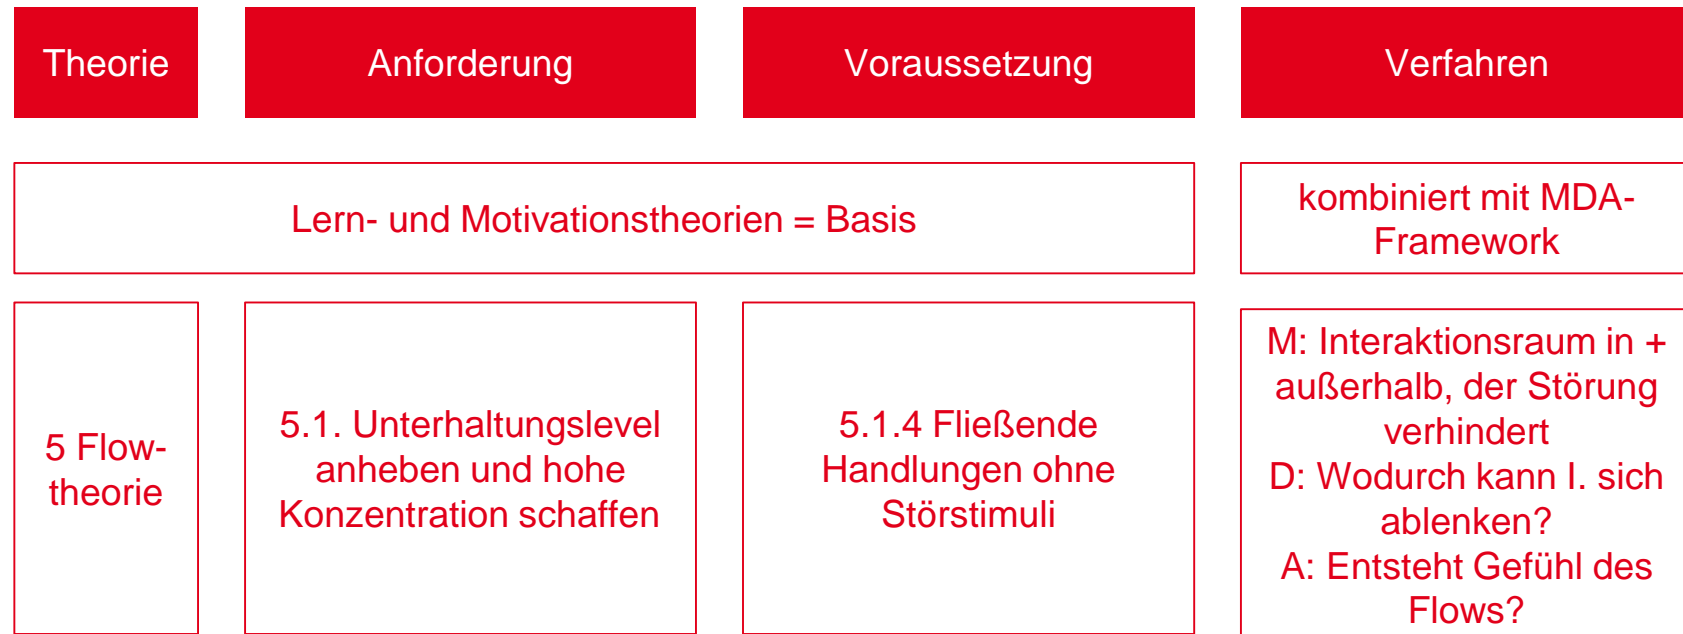 Theorie
Anforderung
Voraussetzung
Verfahren
Lern- und Motivationstheorien = Basis
kombiniert mit MDA-
Framework
5 Flow-
theorie
5.1. Unterhaltungslevel
anheben und hohe
Konzentration schaffen
5.1.4 Fließende
Handlungen ohne
Störstimuli
M: Interaktionsraum in +
außerhalb, der Störung
verhindert
D: Wodurch kann I. sich
ablenken?
A: Entsteht Gefühl des
Flows?